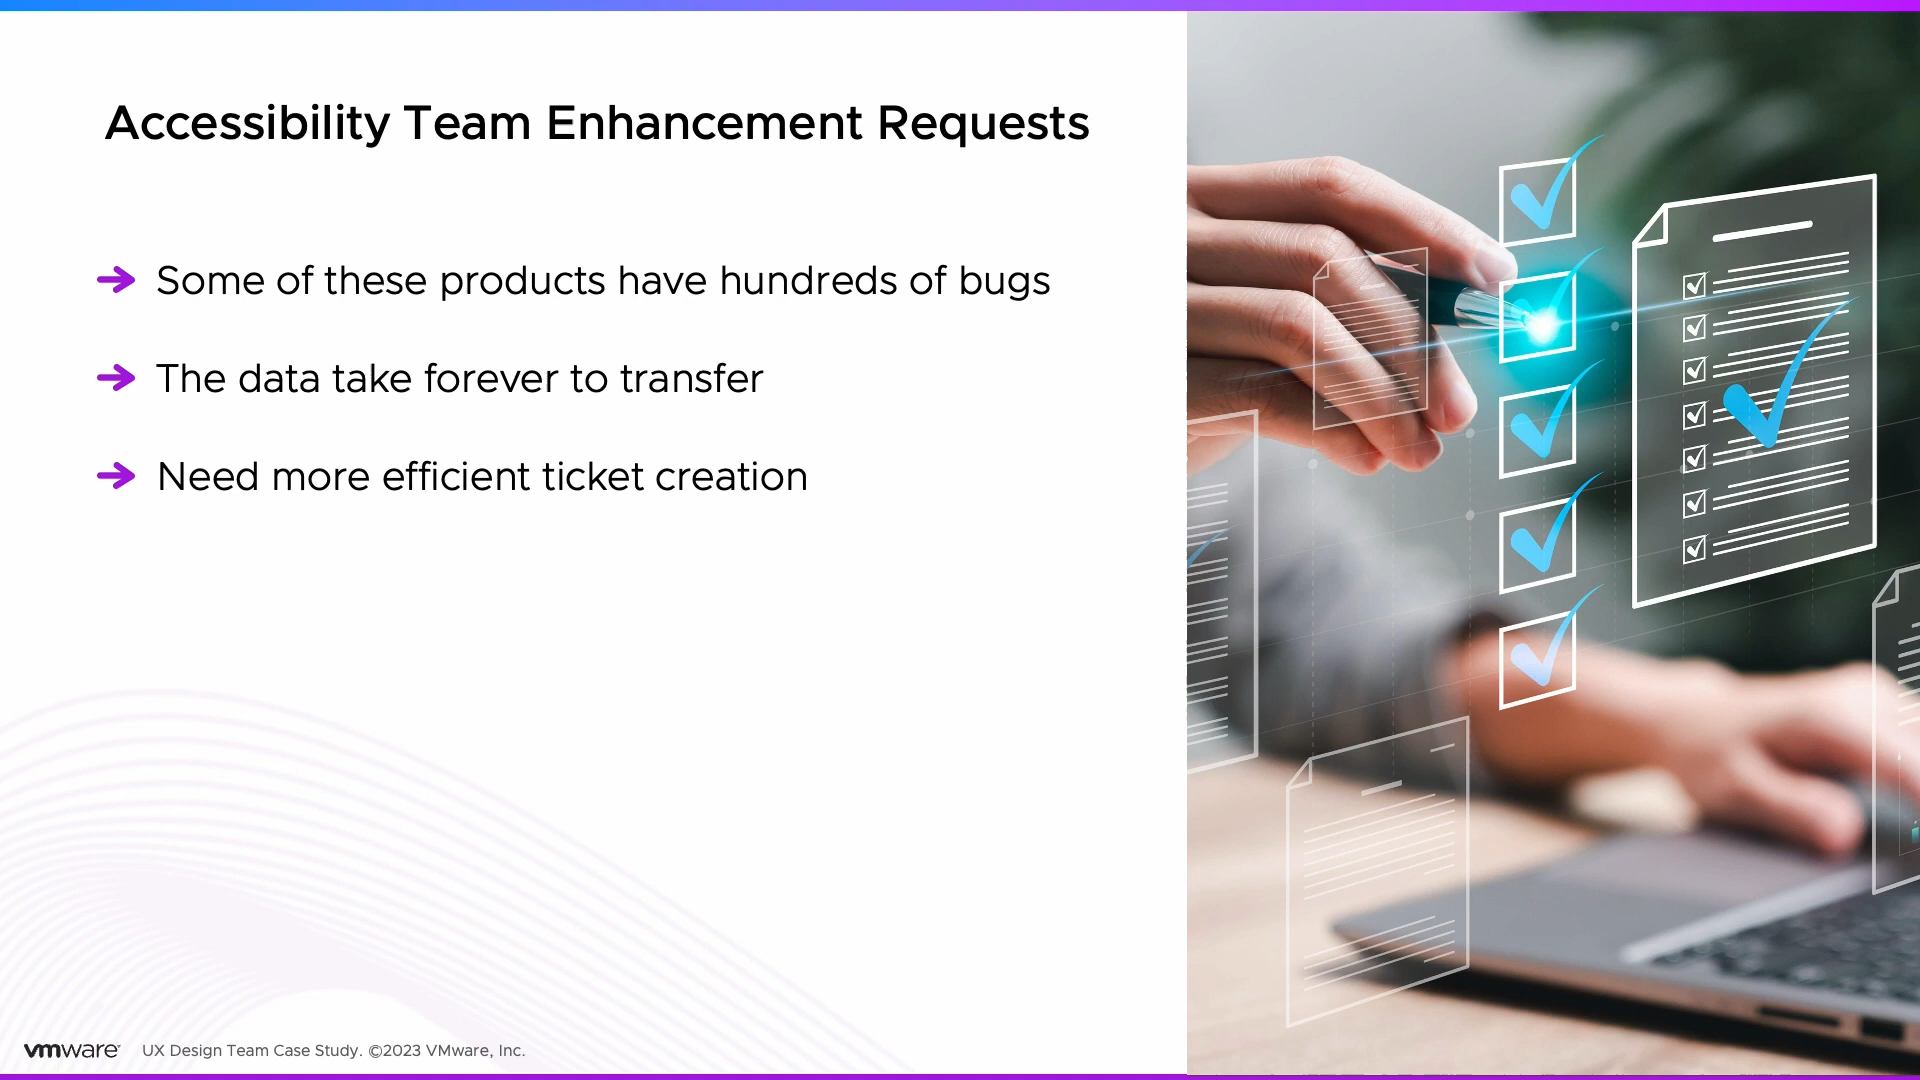 Accessibility Team Enhancement Requests
Some of these products have hundreds of bugs
The data take forever to transfer
Need more efficient ticket creation
vmware UX Design Team Case Study. ©2023 VMware, Inc.